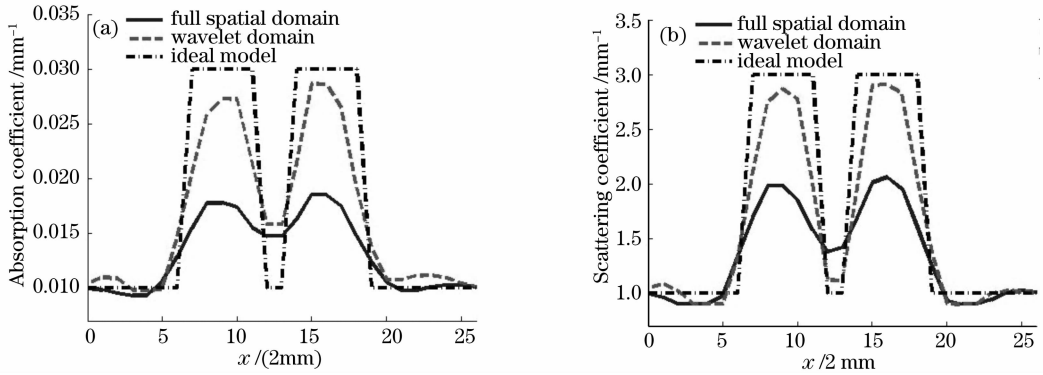 (a)
full spatial domain
wavelet domain
ideal model
Absorption coefficient /mm⁻¹
0.035
0.030
0.025
0.020
0.015
0.010
0 5 10 15 20 25
x /(2mm)
(b)
full spatial domain
wavelet domain
ideal model
Scattering coefficient /mm⁻¹
3.5
3.0
2.5
2.0
1.5
1.0
0 5 10 15 20 25
x /2 mm